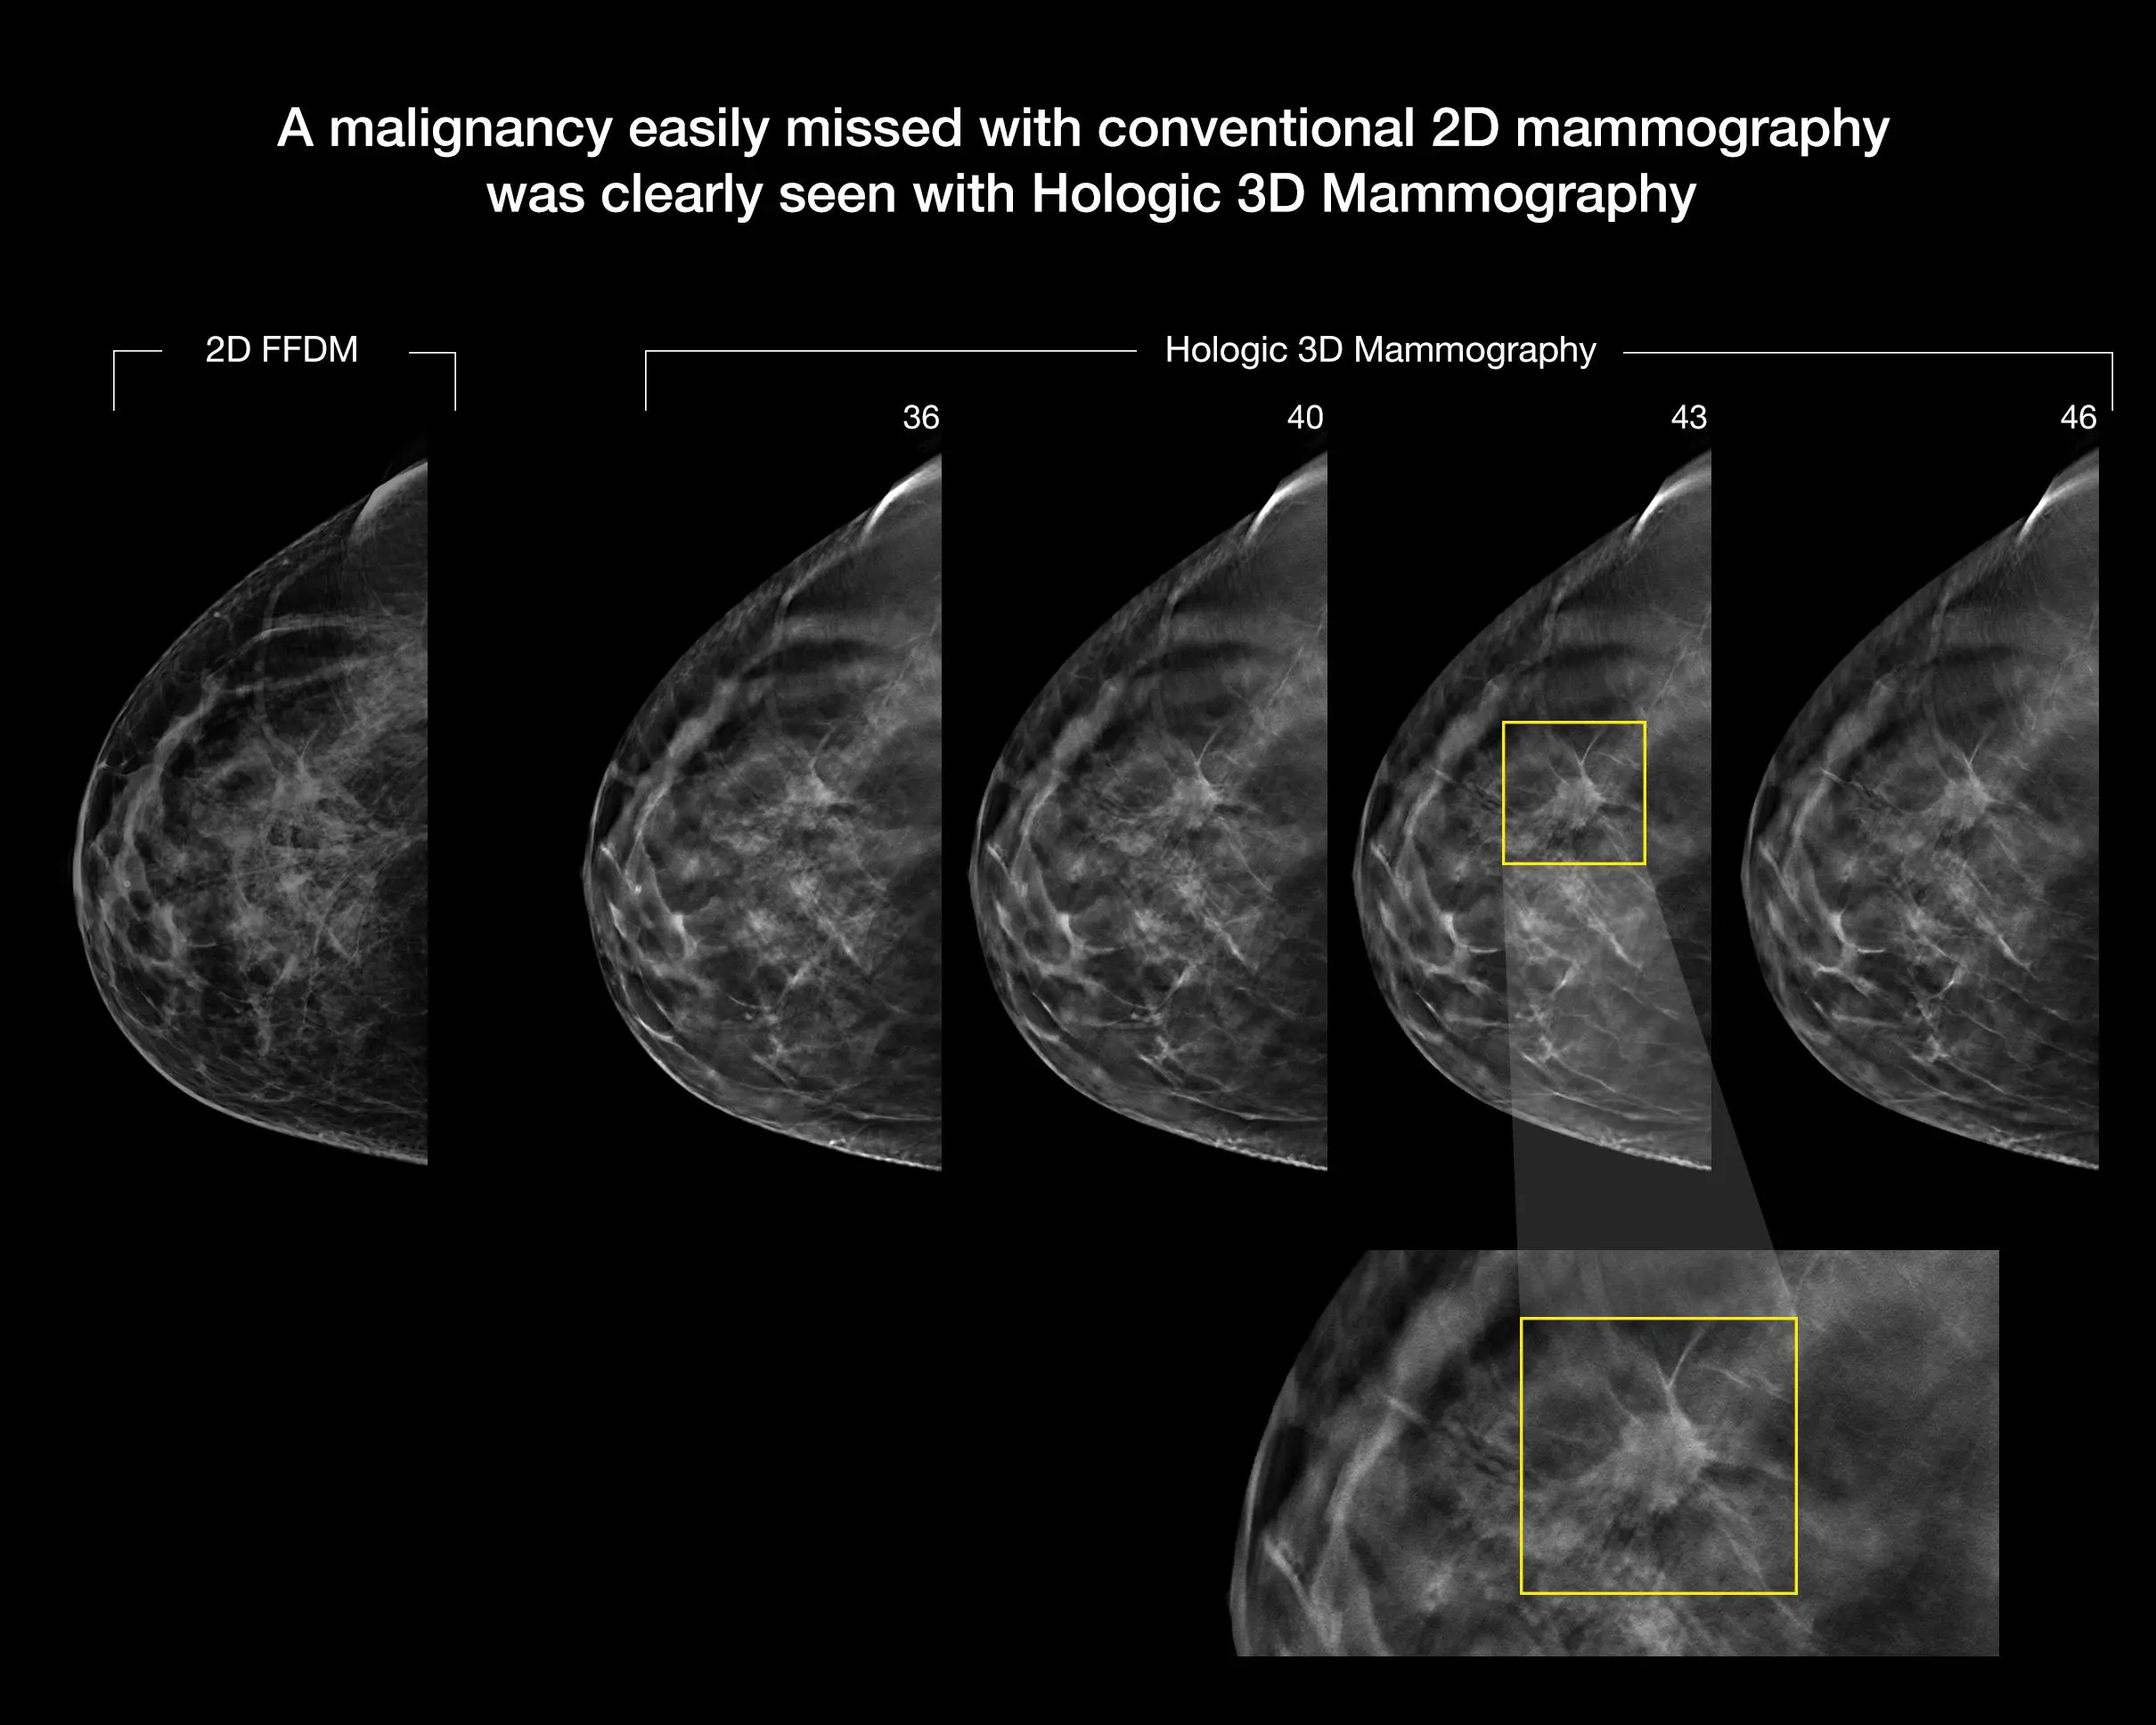 A malignancy easily missed with conventional 2D mammography
was clearly seen with Hologic 3D Mammography
2D FFDM
Hologic 3D Mammography
36
40
43
46